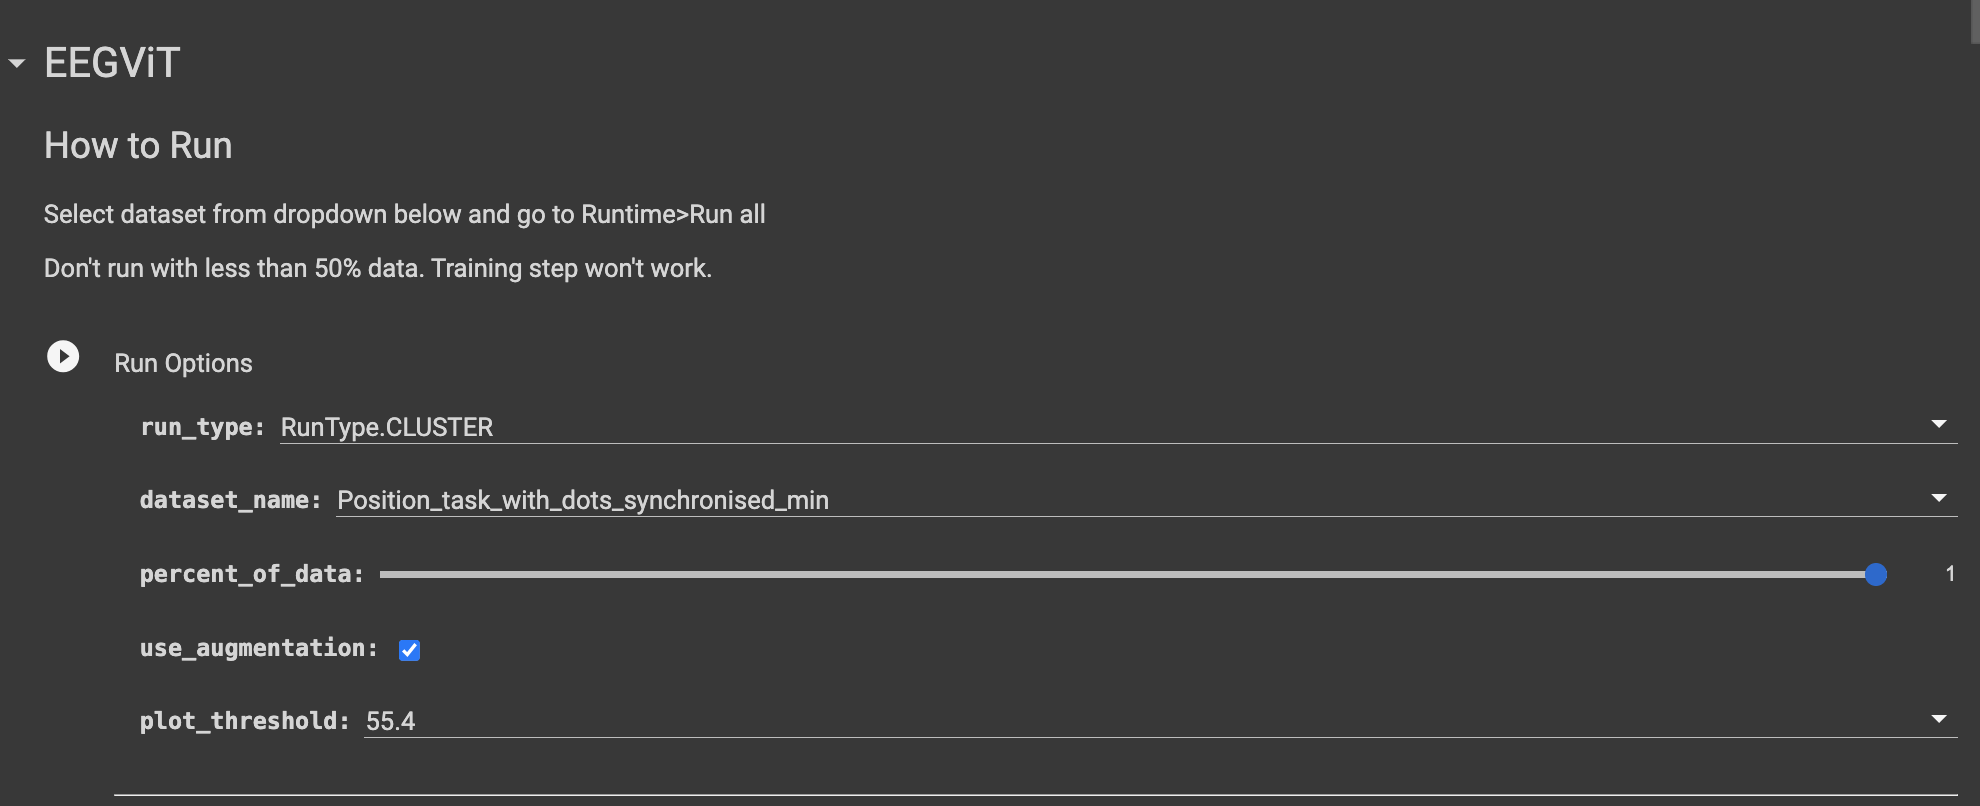 EEGViT
How to Run
Select dataset from dropdown below and go to Runtime>Run all
Don't run with less than 50% data. Training step won't work.
Run Options
run_type: RunType.CLUSTER
dataset_name: Position_task_with_dots_synchronised_min
percent_of_data: 1
use_augmentation:
plot_threshold: 55.4